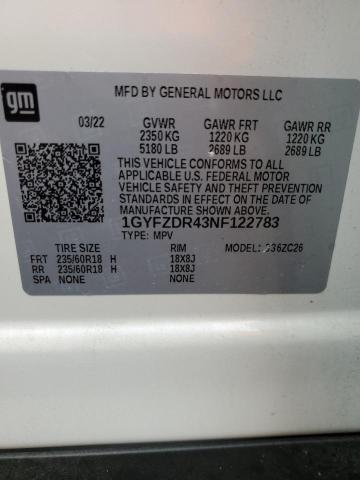 gm
MFD BY GENERAL MOTORS LLC
03/22 GVWR GAWR FRT GAWR RR
2350 KG 1220 KG 1220 KG
5180 LB 2689 LB 2689 LB
THIS VEHICLE CONFORMS TO ALL
APPLICABLE U.S. FEDERAL MOTOR
VEHICLE SAFETY AND THEFT PREVENTION
STANDARDS IN EFFECT ON THE DATE OF
MANUFACTURE SHOWN ABOVE.
1GYFZDR43NF122783
TYPE: MPV MODEL:
TIRE SIZE RIM
FRT 235/60R18 H 18X8J
RR 235/60R18 H 18X8J
SPA NONE NONE